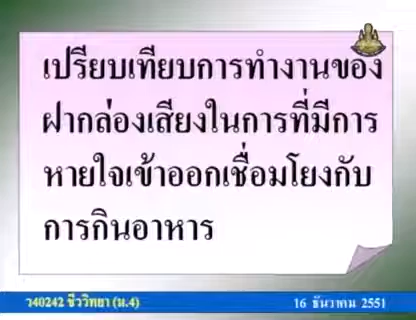 เปรียบเทียบการทำงานของ
ฝากล่องเสียงในการที่มีการ
หายใจเข้าออกเชื่อมโยงกับ
การกินอาหาร
ว40242 ชีววิทยา (ม.4)
16 ธันวาคม 2551